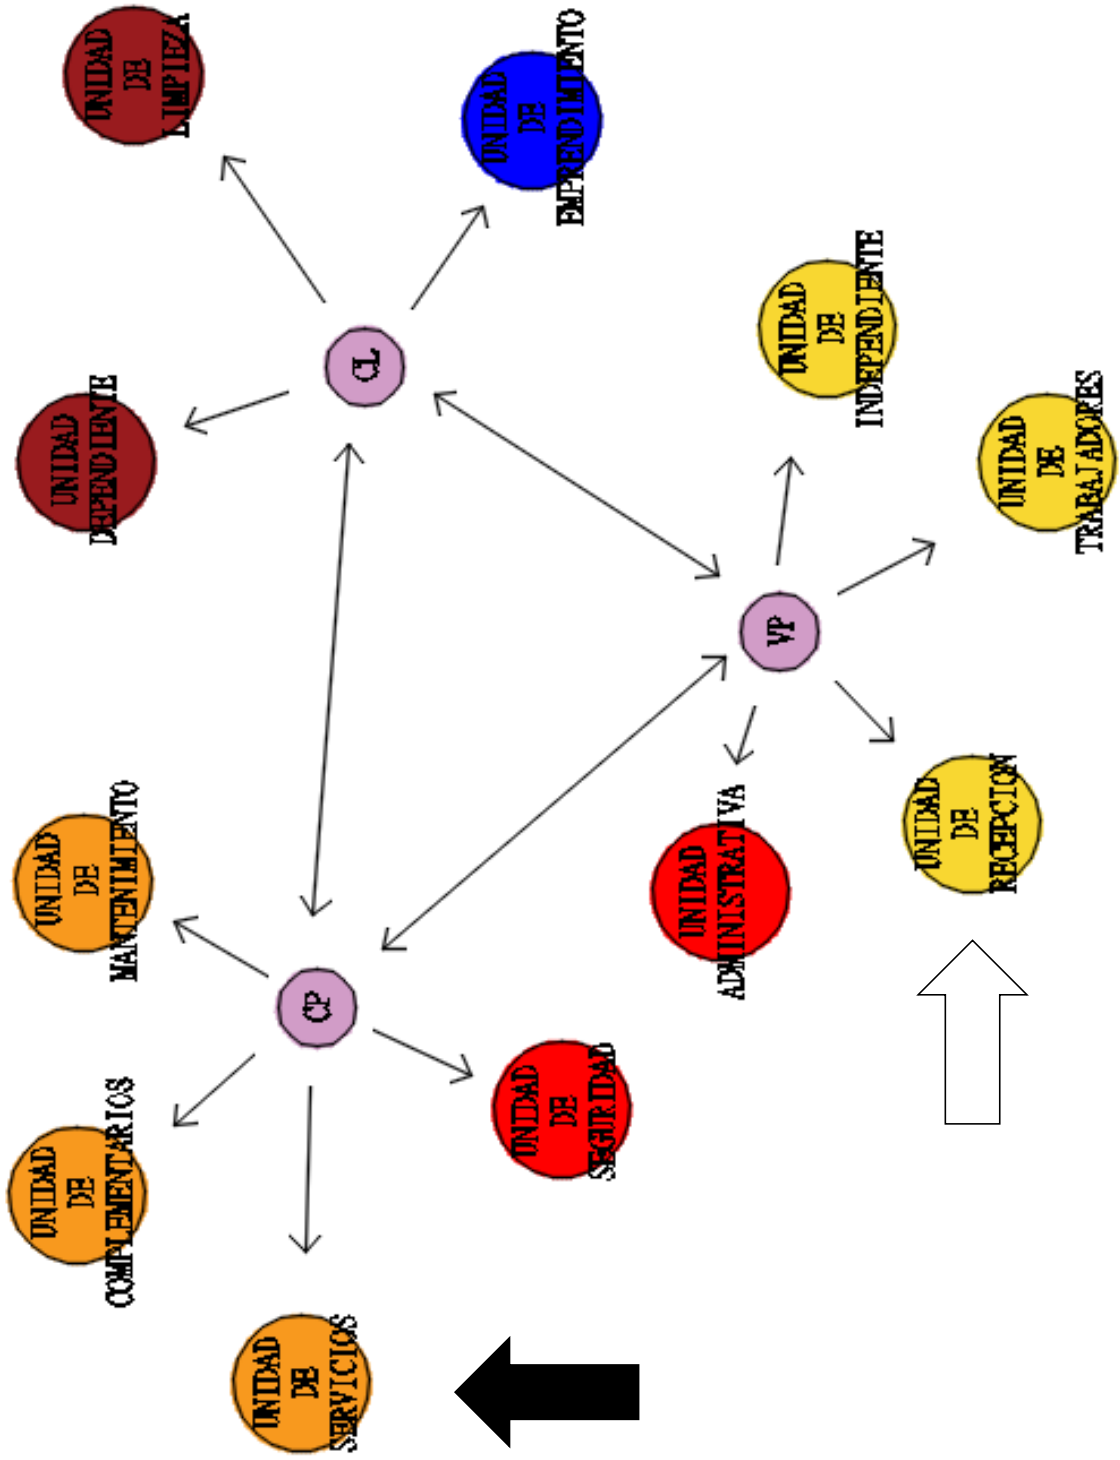 UNIDAD
DE
COMPLEMENTARIOS
UNIDAD
DE
MANTENIMIENTO
UNIDAD
DEPENDIENTE
UNIDAD
DE
LIMPIEZA
UNIDAD
DE
SERVICIOS
CP
CL
UNIDAD
DE
SEGURIDAD
UNIDAD
DE
EMPRENDIMIENTO
UNIDAD
ADMINISTRATIVA
VP
UNIDAD
DE
INDEPENDIENTE
UNIDAD
DE
RECEPCION
UNIDAD
DE
TRABAJADORES